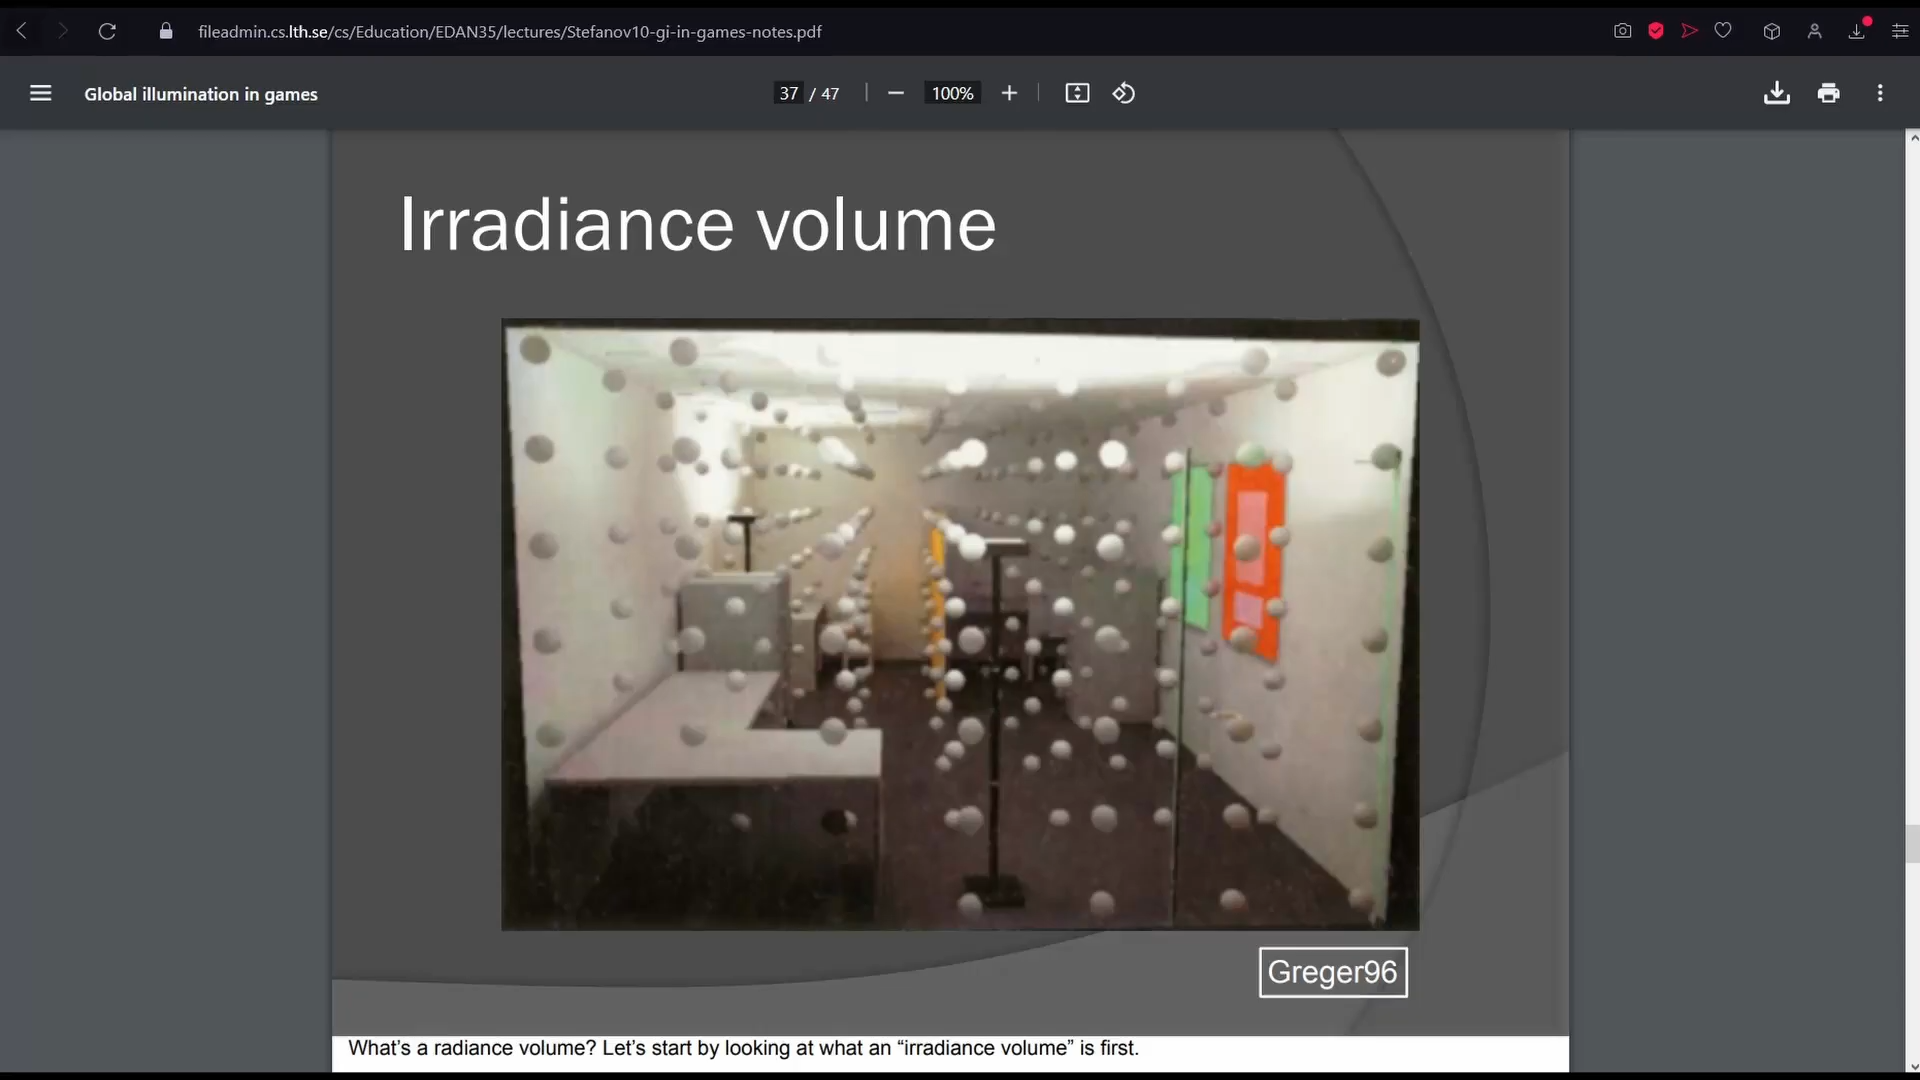 fileadmin.cs.lth.se/cs/Education/EDAN35/lectures/Stefanov10-gi-in-games-notes.pdf
Global illumination in games
37 / 47
100%
Irradiance volume
Greger96
What's a radiance volume? Let's start by looking at what an “irradiance volume” is first.